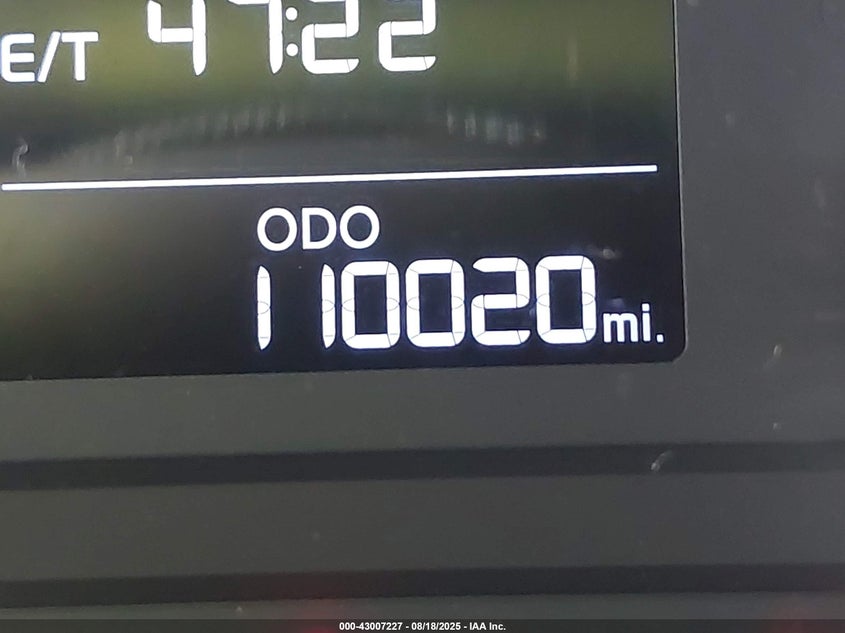 E/T 47:22
ODO
110020 mi.
000-43007227 - 08/18/2025 - IAA Inc.